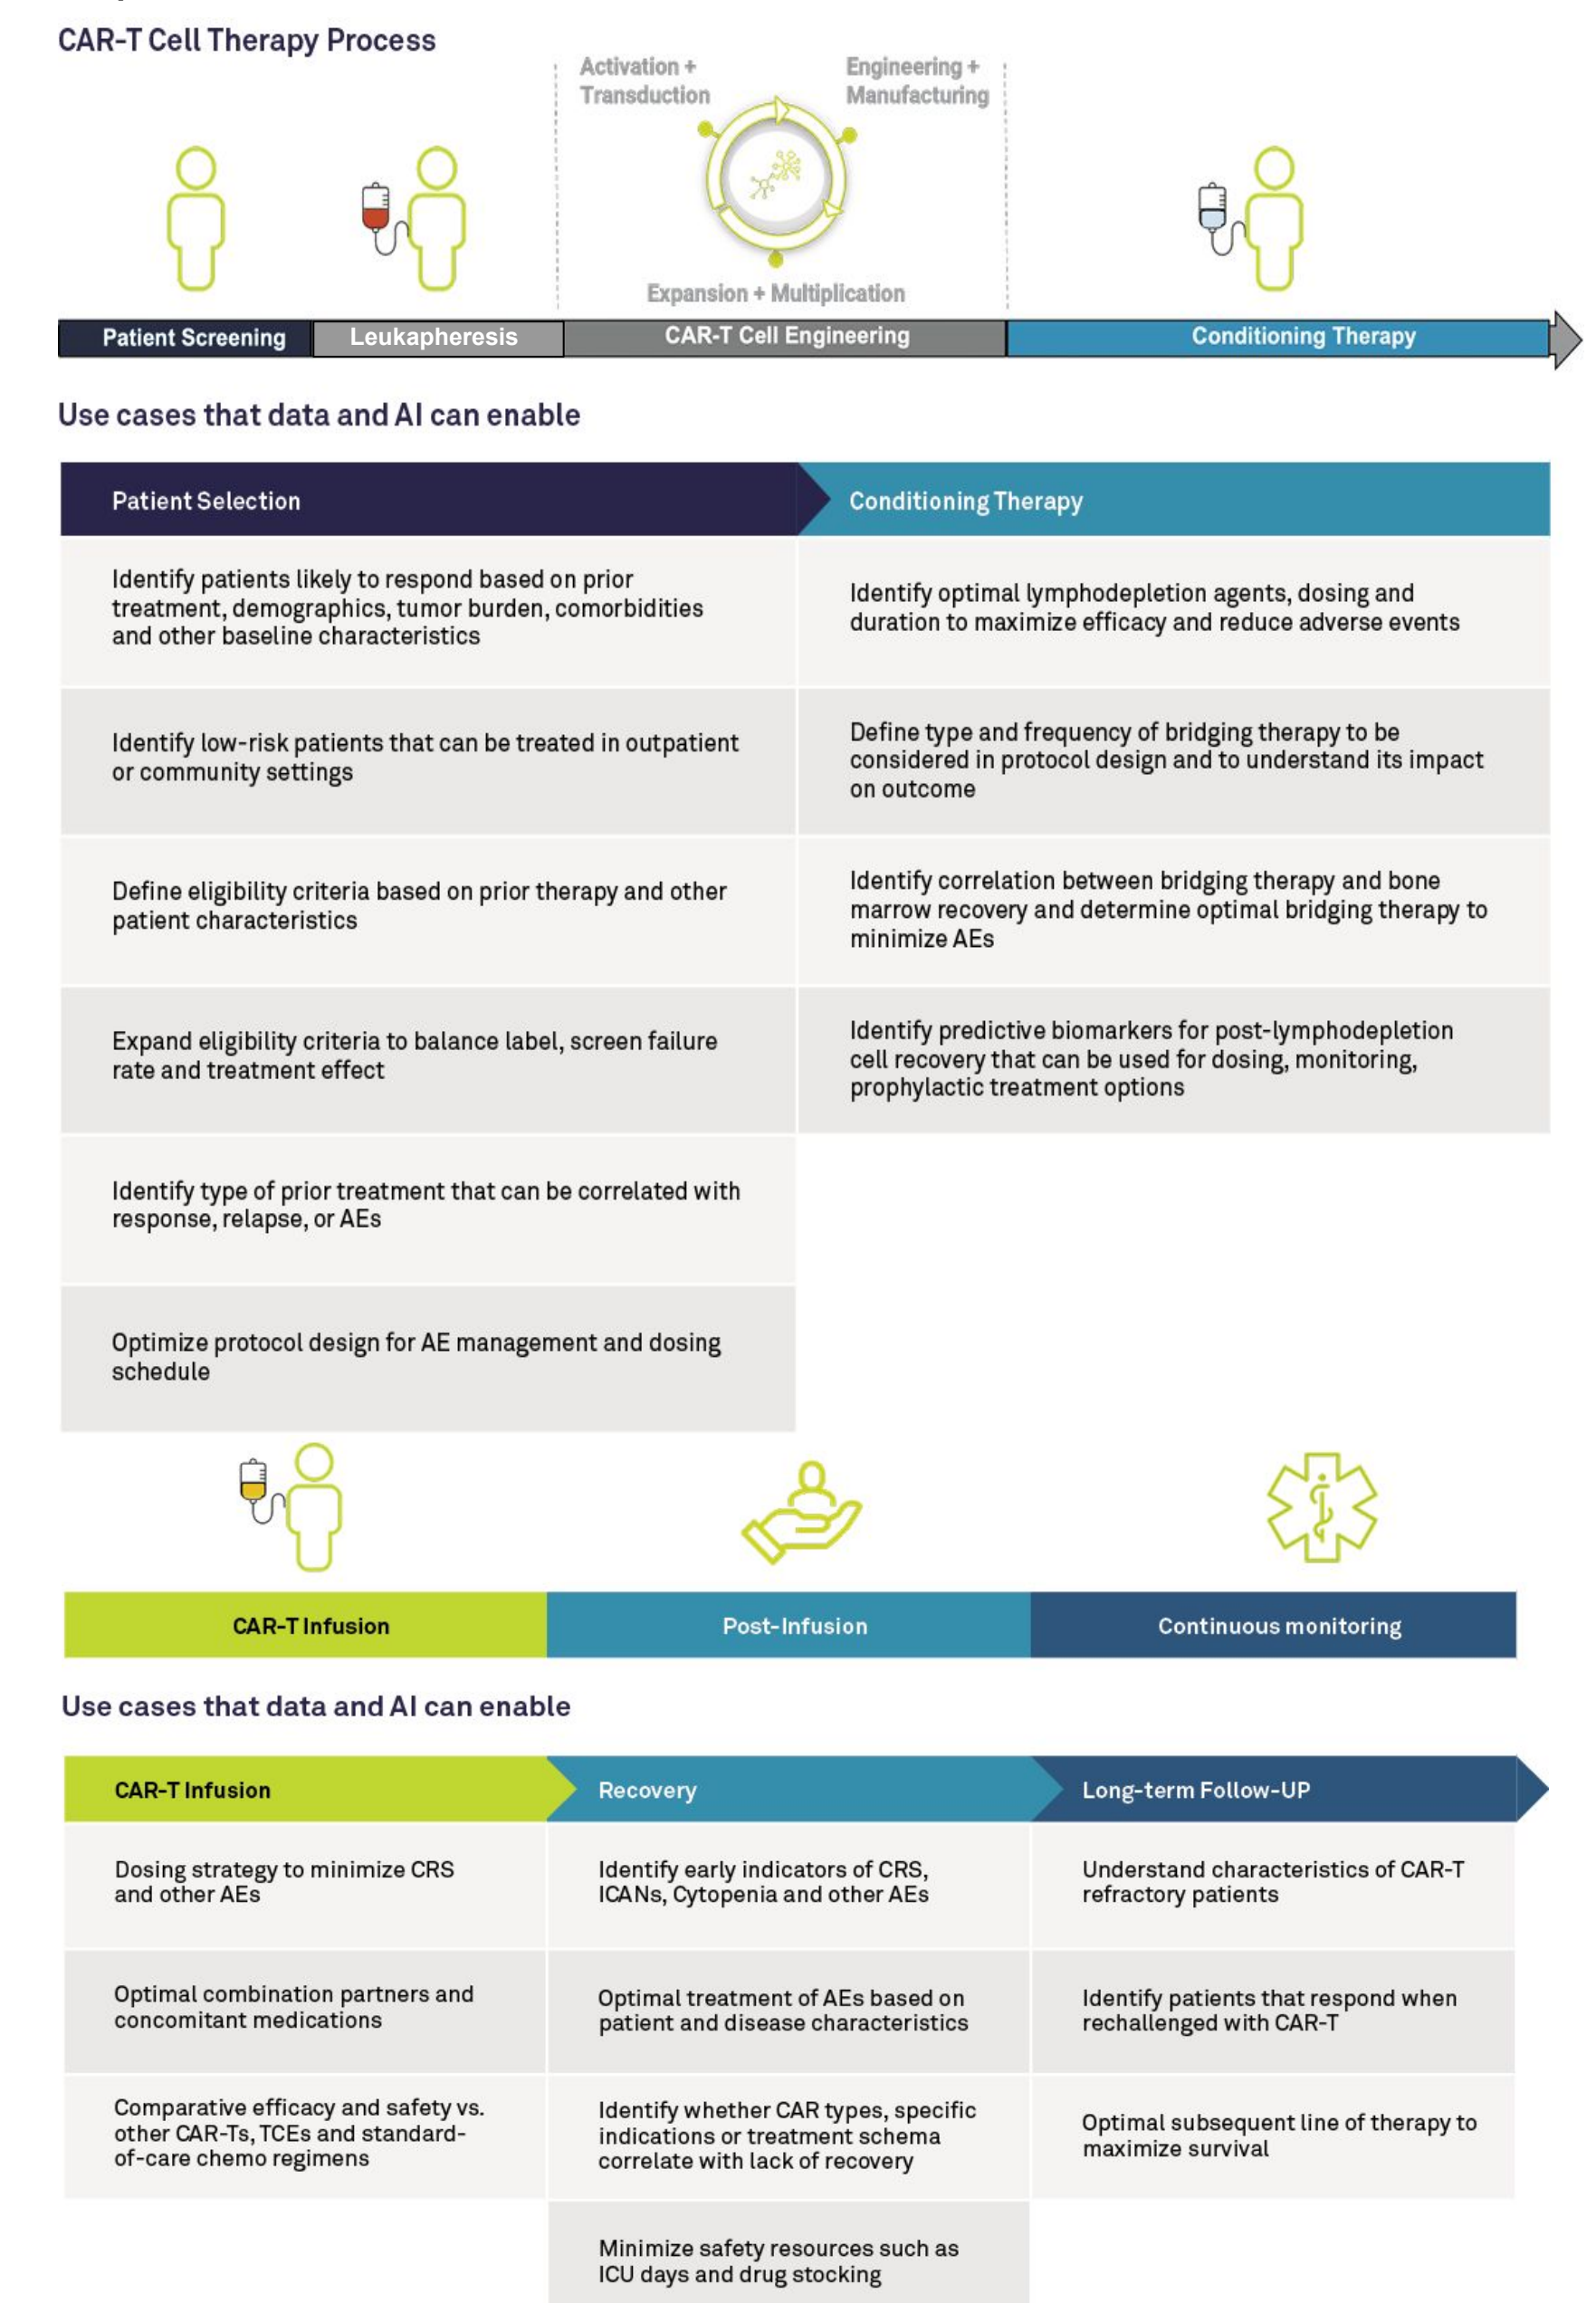 CAR-T Cell Therapy Process
Activation +
Transduction
Engineering +
Manufacturing
Expansion + Multiplication
Patient Screening
Leukapheresis
CAR-T Cell Engineering
Conditioning Therapy
Use cases that data and AI can enable
Patient Selection
Conditioning Therapy
Identify patients likely to respond based on prior
treatment, demographics, tumor burden, comorbidities
and other baseline characteristics
Identify optimal lymphodepletion agents, dosing and
duration to maximize efficacy and reduce adverse events
Identify low-risk patients that can be treated in outpatient
or community settings
Define type and frequency of bridging therapy to be
considered in protocol design and to understand its impact
on outcome
Define eligibility criteria based on prior therapy and other
patient characteristics
Identify correlation between bridging therapy and bone
marrow recovery and determine optimal bridging therapy to
minimize AEs
Expand eligibility criteria to balance label, screen failure
rate and treatment effect
Identify predictive biomarkers for post-lymphodepletion
cell recovery that can be used for dosing, monitoring,
prophylactic treatment options
Identify type of prior treatment that can be correlated with
response, relapse, or AEs
Optimize protocol design for AE management and dosing
schedule
CAR-T Infusion
Post-Infusion
Continuous monitoring
Use cases that data and AI can enable
CAR-T Infusion
Recovery
Long-term Follow-UP
Dosing strategy to minimize CRS
and other AEs
Identify early indicators of CRS,
ICANs, Cytopenia and other AEs
Understand characteristics of CAR-T
refractory patients
Optimal combination partners and
concomitant medications
Optimal treatment of AEs based on
patient and disease characteristics
Identify patients that respond when
rechallenged with CAR-T
Comparative efficacy and safety vs.
other CAR-Ts, TCEs and standard-
of-care chemo regimens
Identify whether CAR types, specific
indications or treatment schema
correlate with lack of recovery
Optimal subsequent line of therapy to
maximize survival
Minimize safety resources such as
ICU days and drug stocking